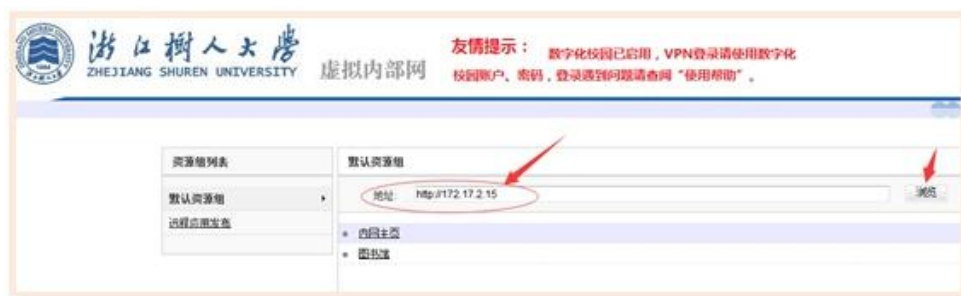 浙江樹人大學
ZHEJIANG SHUREN UNIVERSITY
虚拟内部网
友情提示： 数字化校园已启用，VPN登录请使用数字化
校园账户、密码，登录遇到问题请查阅“使用帮助”。
资源组列表
默认资源组
默认资源组
地址: http://172.17.2.15 浏览
远程应用发布
内网主页
图书馆